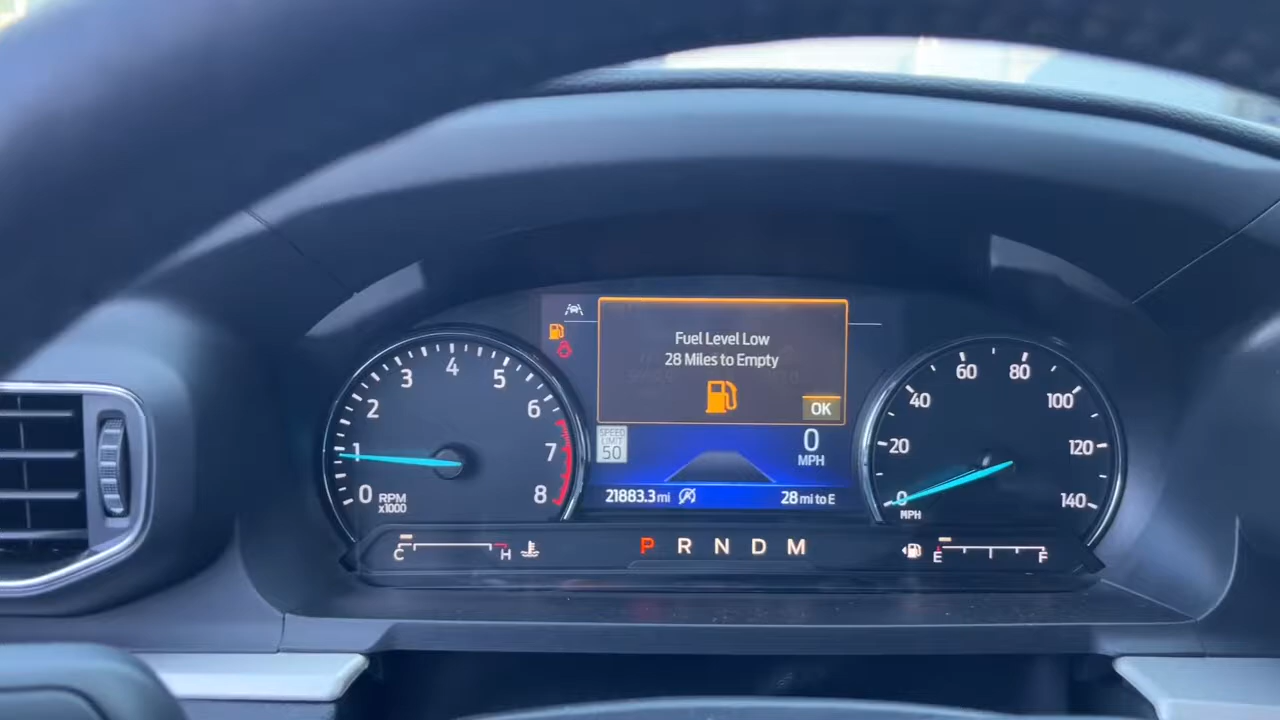 Fuel Level Low
28 Miles to Empty
OK
0
1
2
3
4
5
6
7
8
RPM
x1000
SPEED
LIMIT
50
0
MPH
21883.3 mi
28 mi to E
0
20
40
60
80
100
120
140
MPH
C H
P R N D M
E F